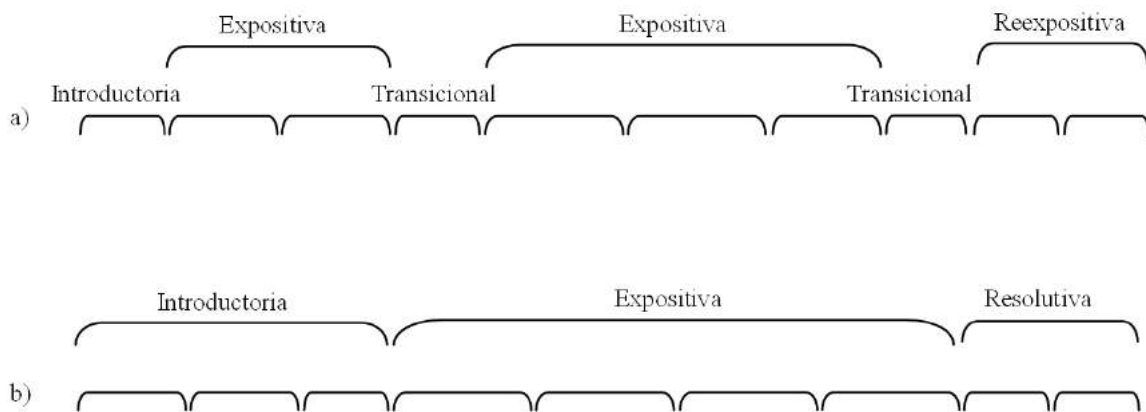 Expositiva Expositiva Reexpositiva
Introductoria Transicional Transicional
a)
Introductoria Expositiva Resolutiva
b)